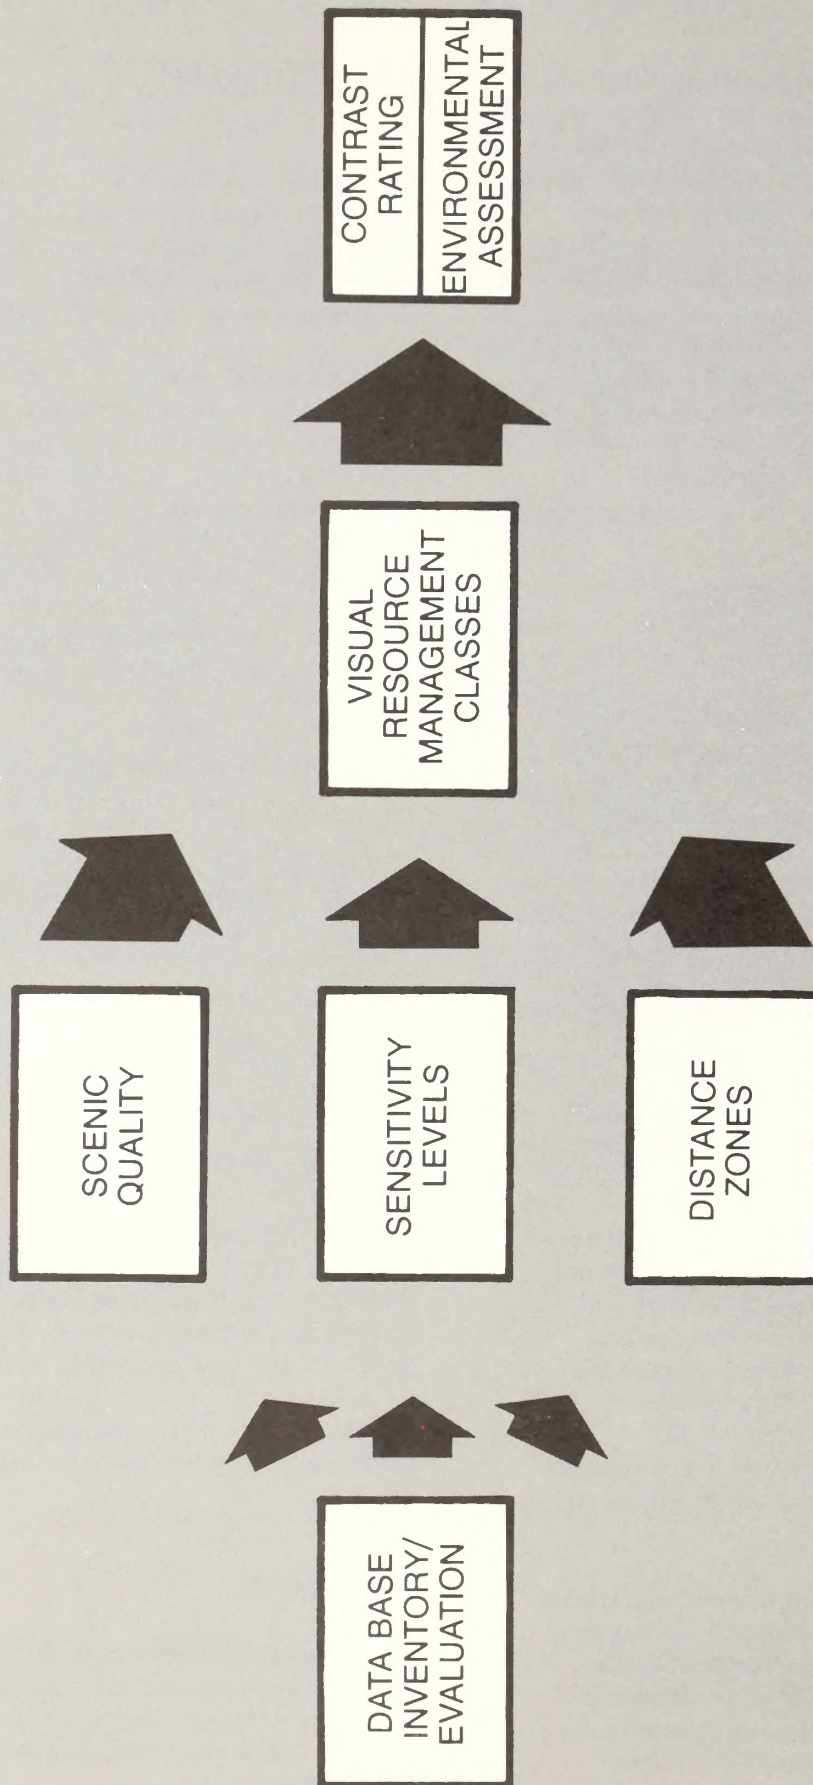 DATA BASE
INVENTORY/
EVALUATION
SCENIC
QUALITY
SENSITIVITY
LEVELS
DISTANCE
ZONES
VISUAL
RESOURCE
MANAGEMENT
CLASSES
CONTRAST
RATING
ENVIRONMENTAL
ASSESSMENT